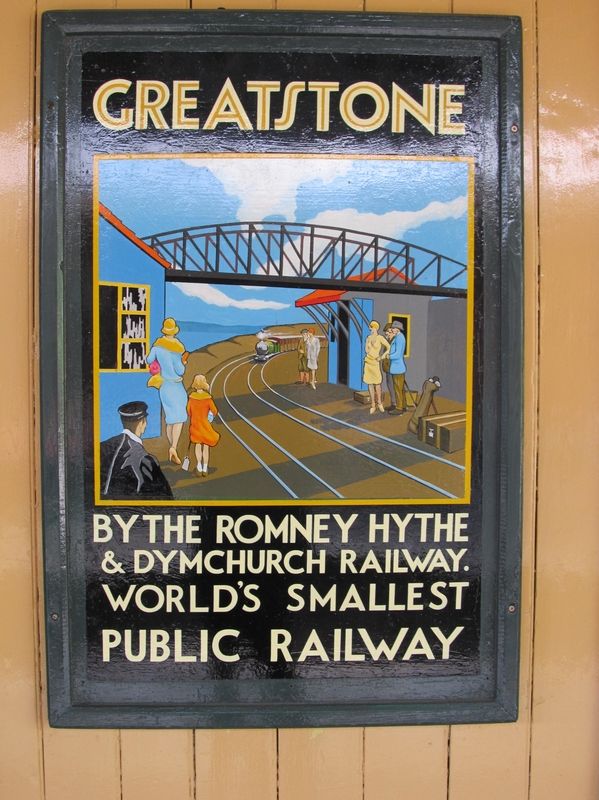 GREATSTONE
BY THE ROMNEY HYTHE
& DYMCHURCH RAILWAY.
WORLD'S SMALLEST
PUBLIC RAILWAY